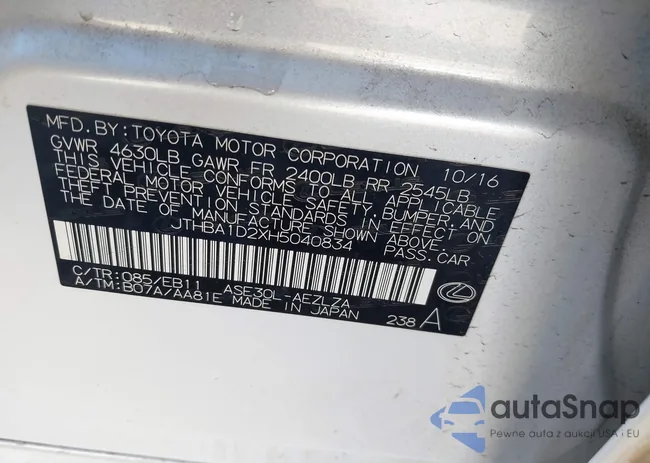 MFD. BY: TOYOTA MOTOR CORPORATION 10/16
GVWR 4630LB GAWR FR 2400LB RR 2545LB
THIS VEHICLE CONFORMS TO ALL APPLICABLE
FEDERAL MOTOR VEHICLE SAFETY, BUMPER, AND
THEFT PREVENTION STANDARDS IN EFFECT ON
THE DATE OF MANUFACTURE SHOWN ABOVE.
JTHBA1D2XH5040834 PASS. CAR
C/TR: 085/EB11 ASE30L-AEZLZA
A/TM: B07A/AA81E MADE IN JAPAN 238 A
autaSnap
Pewne auta z aukcji USA i EU